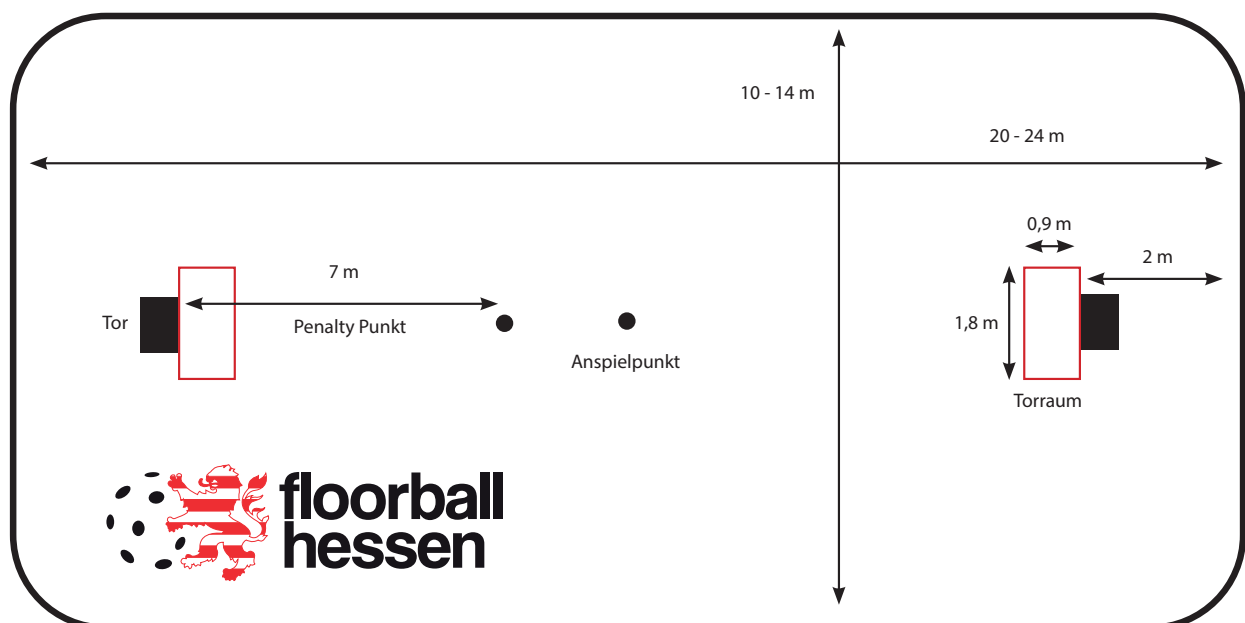 10 - 14 m
20 - 24 m
0,9 m
7 m
2 m
Tor
Penalty Punkt
1,8 m
Anspielpunkt
Torraum
floorball
hessen